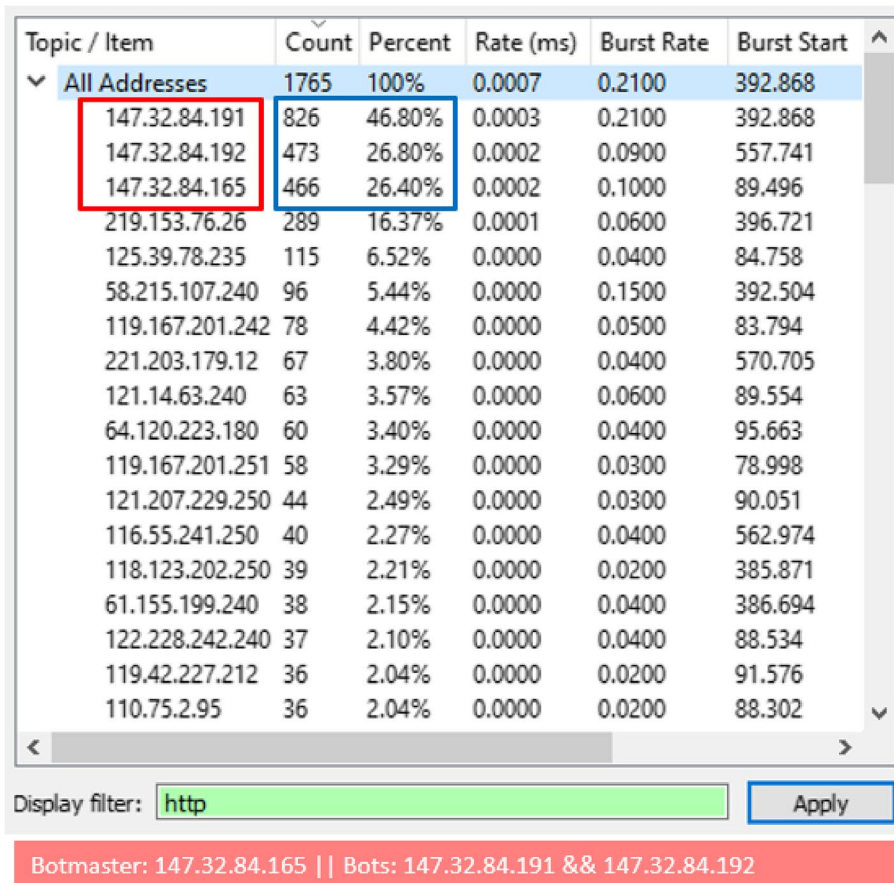 Topic / Item Count Percent Rate (ms) Burst Rate Burst Start
All Addresses 1765 100% 0.0007 0.2100 392.868
147.32.84.191 826 46.80% 0.0003 0.2100 392.868
147.32.84.192 473 26.80% 0.0002 0.0900 557.741
147.32.84.165 466 26.40% 0.0002 0.1000 89.496
219.153.76.26 289 16.37% 0.0001 0.0600 396.721
125.39.78.235 115 6.52% 0.0000 0.0400 84.758
58.215.107.240 96 5.44% 0.0000 0.1500 392.504
119.167.201.242 78 4.42% 0.0000 0.0500 83.794
221.203.179.12 67 3.80% 0.0000 0.0400 570.705
121.14.63.240 63 3.57% 0.0000 0.0600 89.554
64.120.223.180 60 3.40% 0.0000 0.0400 95.663
119.167.201.251 58 3.29% 0.0000 0.0300 78.998
121.207.229.250 44 2.49% 0.0000 0.0300 90.051
116.55.241.250 40 2.27% 0.0000 0.0400 562.974
118.123.202.250 39 2.21% 0.0000 0.0200 385.871
61.155.199.240 38 2.15% 0.0000 0.0400 386.694
122.228.242.240 37 2.10% 0.0000 0.0400 88.534
119.42.227.212 36 2.04% 0.0000 0.0200 91.576
110.75.2.95 36 2.04% 0.0000 0.0200 88.302
Display filter: http Apply
Botmaster: 147.32.84.165 || Bots: 147.32.84.191 && 147.32.84.192